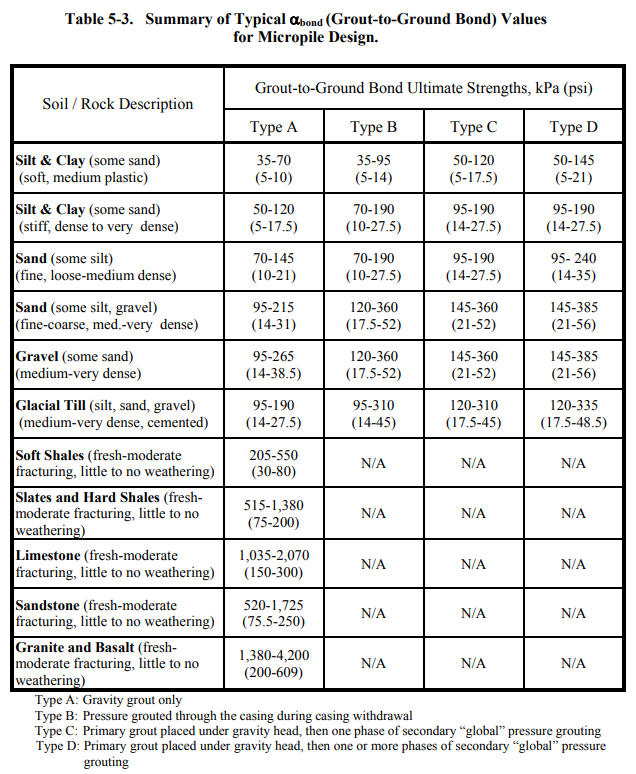 Table 5-3. Summary of Typical αbond (Grout-to-Ground Bond) Values
for Micropile Design.
Soil / Rock Description
Grout-to-Ground Bond Ultimate Strengths, kPa (psi)
Type A Type B Type C Type D
Silt & Clay (some sand) 35-70 35-95 50-120 50-145
(soft, medium plastic) (5-10) (5-14) (5-17.5) (5-21)
Silt & Clay (some sand) 50-120 70-190 95-190 95-190
(stiff, dense to very dense) (5-17.5) (10-27.5) (14-27.5) (14-27.5)
Sand (some silt) 70-145 70-190 95-190 95- 240
(fine, loose-medium dense) (10-21) (10-27.5) (14-27.5) (14-35)
Sand (some silt, gravel) 95-215 120-360 145-360 145-385
(fine-coarse, med.-very dense) (14-31) (17.5-52) (21-52) (21-56)
Gravel (some sand) 95-265 120-360 145-360 145-385
(medium-very dense) (14-38.5) (17.5-52) (21-52) (21-56)
Glacial Till (silt, sand, gravel) 95-190 95-310 120-310 120-335
(medium-very dense, cemented) (14-27.5) (14-45) (17.5-45) (17.5-48.5)
Soft Shales (fresh-moderate 205-550
fracturing, little to no weathering) (30-80) N/A N/A N/A
Slates and Hard Shales (fresh-
moderate fracturing, little to no 515-1,380 N/A N/A N/A
weathering) (75-200)
Limestone (fresh-moderate 1,035-2,070
fracturing, little to no weathering) (150-300) N/A N/A N/A
Sandstone (fresh-moderate 520-1,725
fracturing, little to no weathering) (75.5-250) N/A N/A N/A
Granite and Basalt (fresh-
moderate fracturing, little to no 1,380-4,200 N/A N/A N/A
weathering) (200-609)
Type A: Gravity grout only
Type B: Pressure grouted through the casing during casing withdrawal
Type C: Primary grout placed under gravity head, then one phase of secondary “global” pressure grouting
Type D: Primary grout placed under gravity head, then one or more phases of secondary “global” pressure
grouting